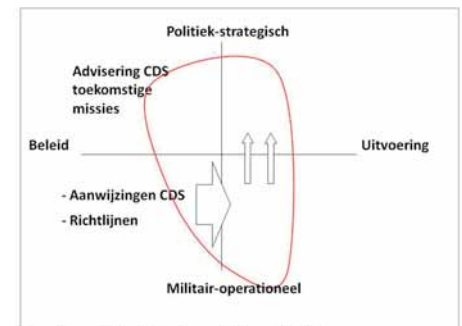 Politiek-strategisch
Advisering CDS
toekomstige
missies
Beleid
Uitvoering
- Aanwijzingen CDS
- Richtlijnen
Militair-operationeel